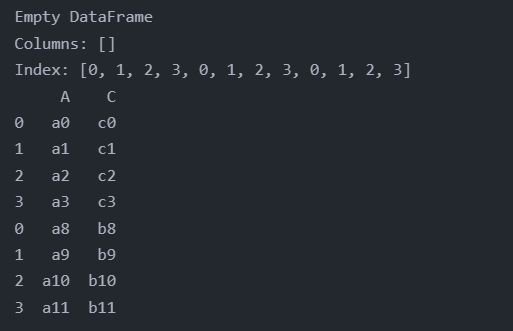 Empty DataFrame
Columns: []
Index: [0, 1, 2, 3, 0, 1, 2, 3, 0, 1, 2, 3]
     A    C
0   a0   c0
1   a1   c1
2   a2   c2
3   a3   c3
0   a8   b8
1   a9   b9
2  a10  b10
3  a11  b11